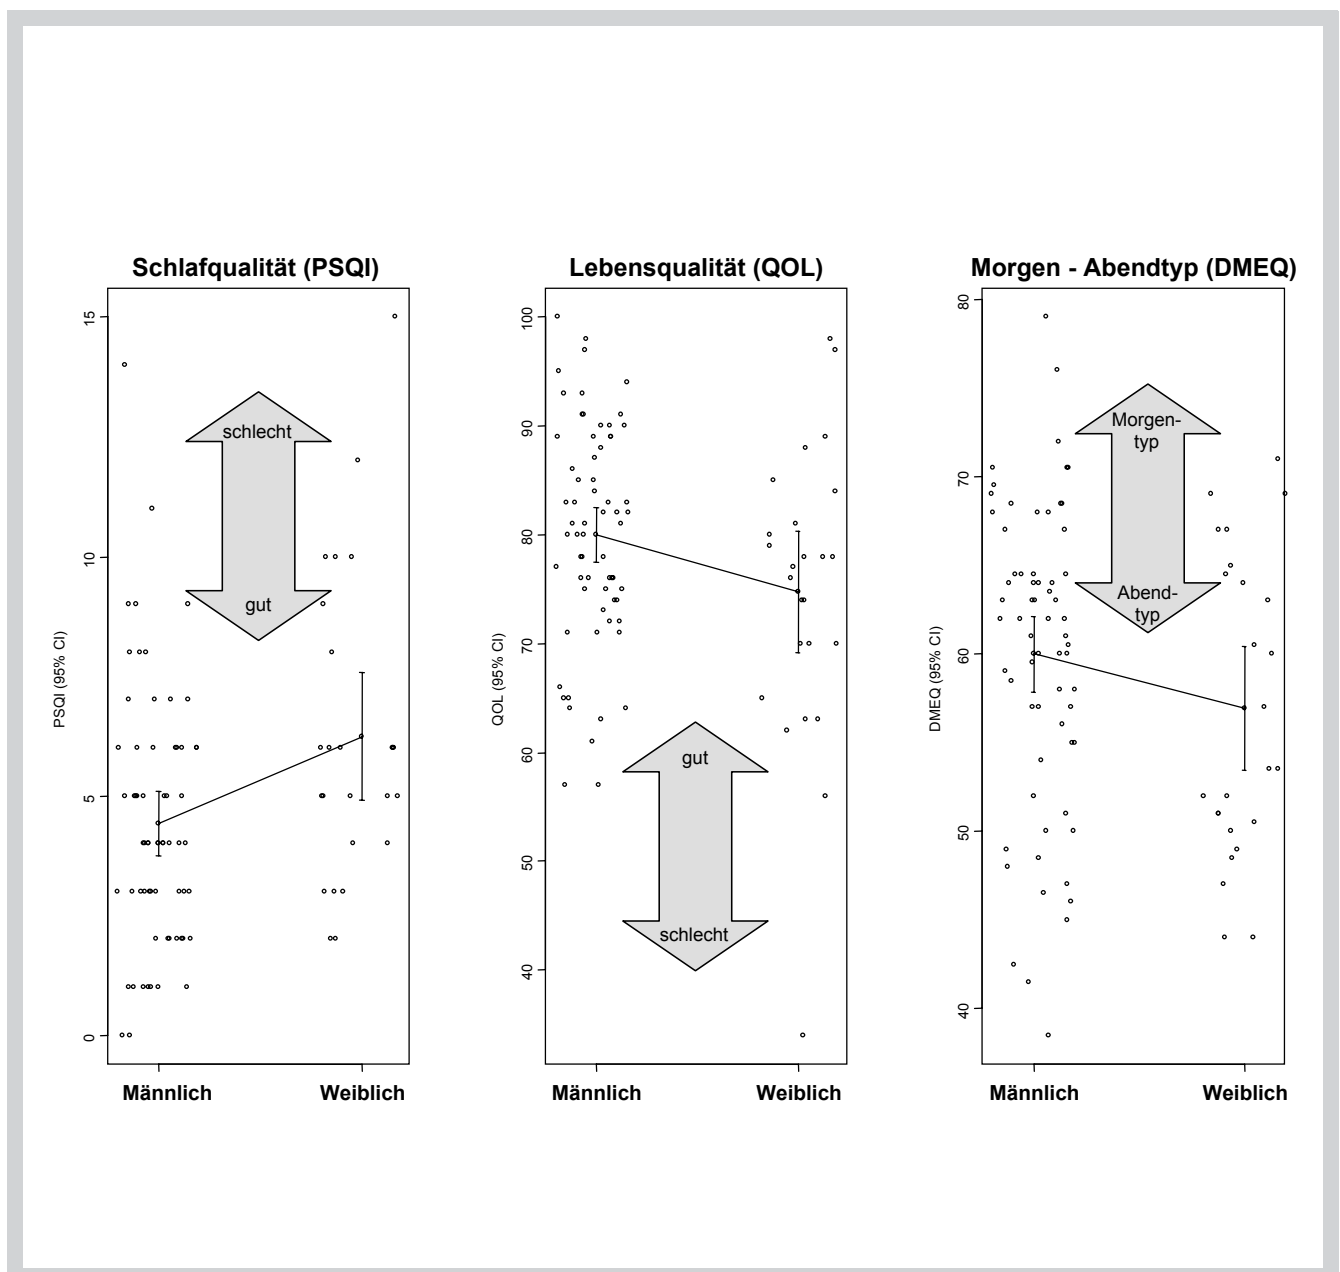 Schlafqualität (PSQI)
15
10
5
0
PSQI (95% CI)
schlecht
gut
Männlich
Weiblich
Lebensqualität (QOL)
100
90
80
70
60
50
40
QOL (95% CI)
gut
schlecht
Männlich
Weiblich
Morgen - Abendtyp (DMEQ)
80
70
60
50
40
DMEQ (95% CI)
Morgen-
typ
Abend-
typ
Männlich
Weiblich